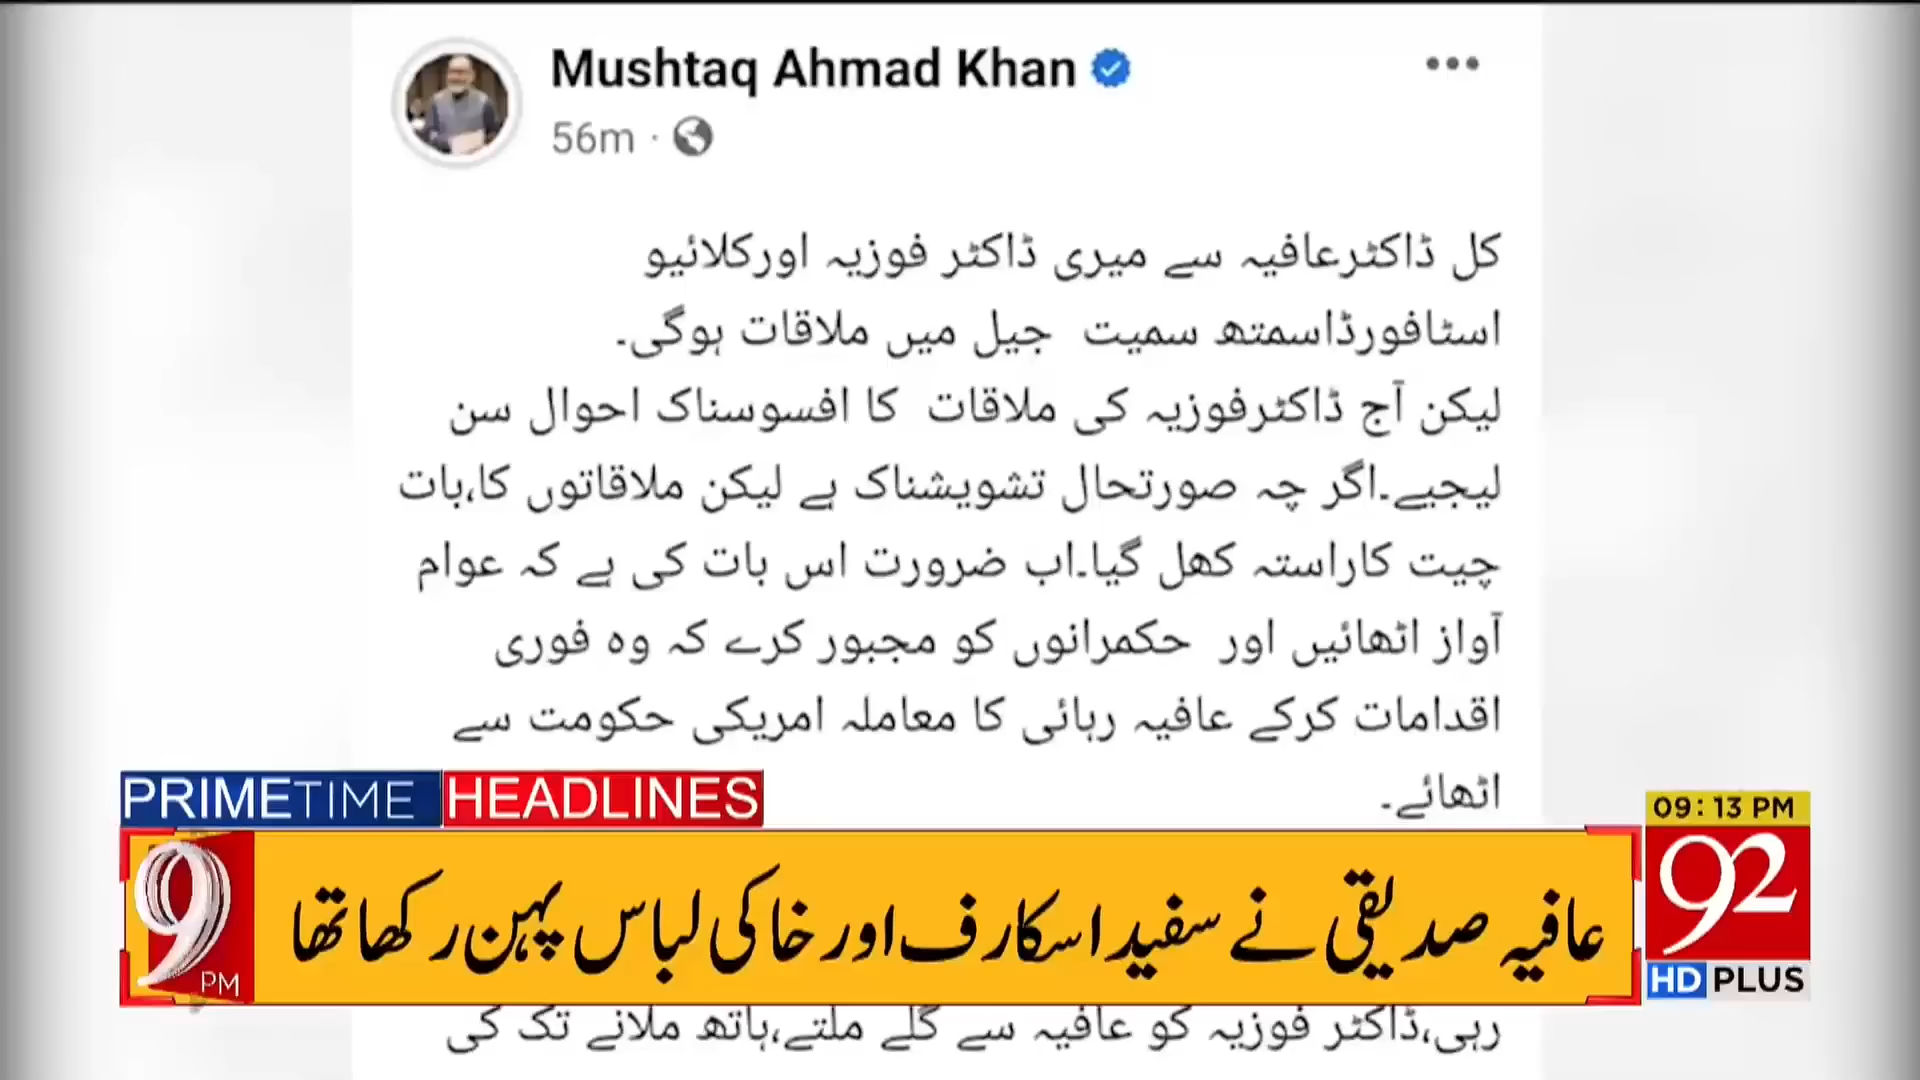 Mushtaq Ahmad Khan
56m
کل ڈاکٹرعافیہ سے میری ڈاکٹر فوزیہ اورکلائیو
اسٹافورڈاسمتھ سمیت جیل میں ملاقات ہوگی۔
لیکن آج ڈاکٹرفوزیہ کی ملاقات کا افسوسناک احوال سن
لیجیے۔اگر چہ صورتحال تشویشناک ہے لیکن ملاقاتوں کا،بات
چیت کاراستہ کھل گیا۔اب ضرورت اس بات کی ہے کہ عوام
آواز اٹھائیں اور حکمرانوں کو مجبور کرے کہ وہ فوری
اقدامات کرکے عافیہ رہائی کا معاملہ امریکی حکومت سے
اٹھائے۔
PRIMETIME HEADLINES
09:13 PM
9 PM
عافیہ صدیقی نے سفید اسکارف اور خاکی لباس پہن رکھا تھا
92
HD PLUS
رہی،ڈاکٹر فوزیہ کو عافیہ سے گلے ملتے،ہاتھ ملانے تک کی